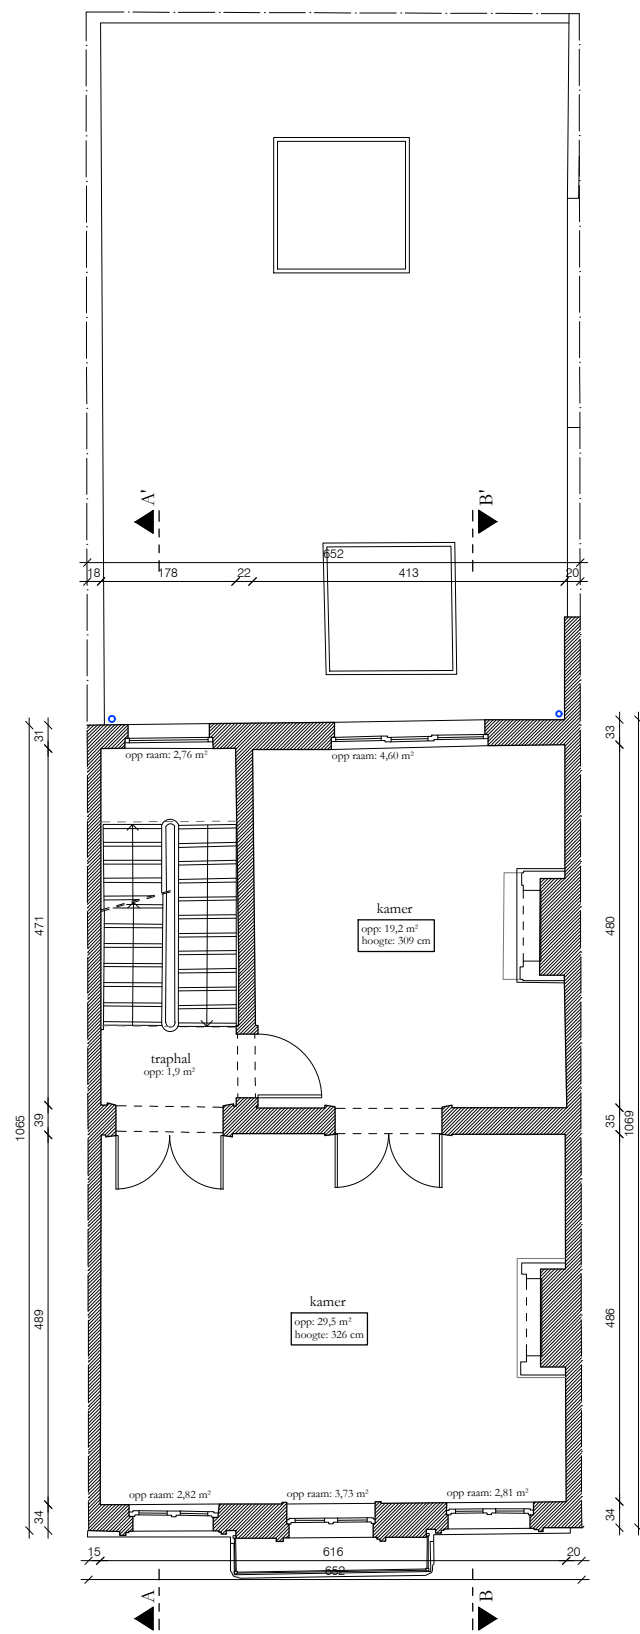 A'
B'
652
18
178
22
413
20
31
33
opp raam: 2,76 m²
opp raam: 4,60 m²
471
480
kamer
opp: 19,2 m²
hoogte: 309 cm
traphal
opp: 1,9 m²
39
35
1065
1069
489
486
kamer
opp: 29,5 m²
hoogte: 326 cm
opp raam: 2,82 m²
opp raam: 3,73 m²
opp raam: 2,81 m²
34
34
15
616
20
652
A
B